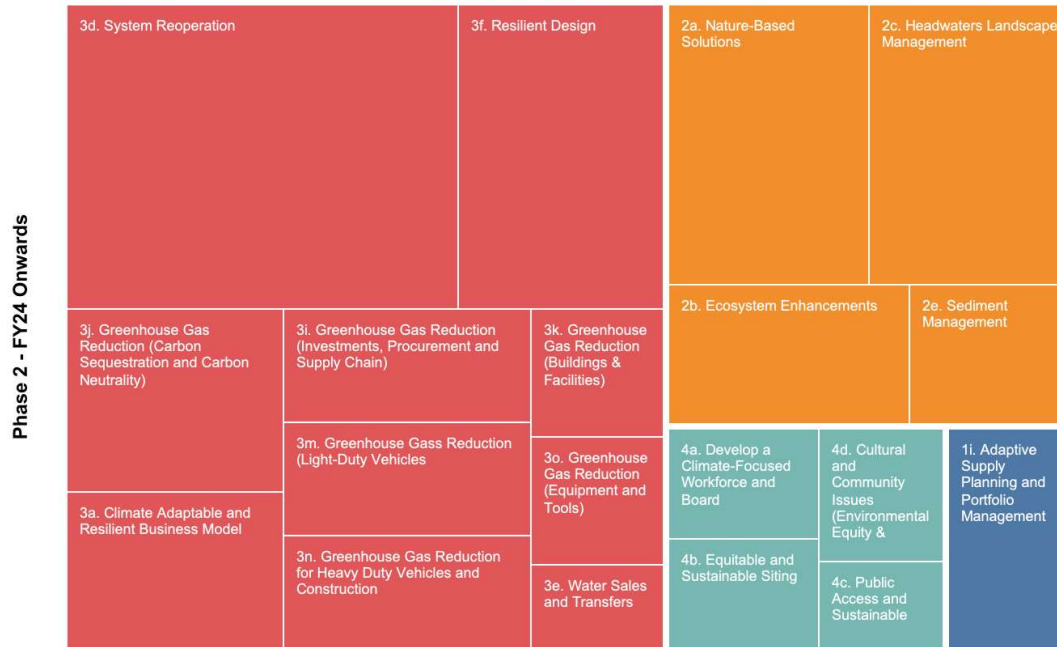 Phase 2 - FY24 Onwards
3d. System Reoperation
3f. Resilient Design
2a. Nature-Based
Solutions
2c. Headwaters Landscape
Management
2b. Ecosystem Enhancements
2e. Sediment
Management
3j. Greenhouse Gas
Reduction (Carbon
Sequestration and Carbon
Neutrality)
3i. Greenhouse Gas Reduction
(Investments, Procurement and
Supply Chain)
3k. Greenhouse
Gas Reduction
(Buildings &
Facilities)
3m. Greenhouse Gass Reduction
(Light-Duty Vehicles
3o. Greenhouse
Gas Reduction
(Equipment and
Tools)
3a. Climate Adaptable and
Resilient Business Model
3n. Greenhouse Gas Reduction
for Heavy Duty Vehicles and
Construction
3e. Water Sales
and Transfers
4a. Develop a
Climate-Focused
Workforce and
Board
4d. Cultural
and
Community
Issues
(Environmental
Equity &
1i. Adaptive
Supply
Planning and
Portfolio
Management
4b. Equitable and
Sustainable Siting
4c. Public
Access and
Sustainable